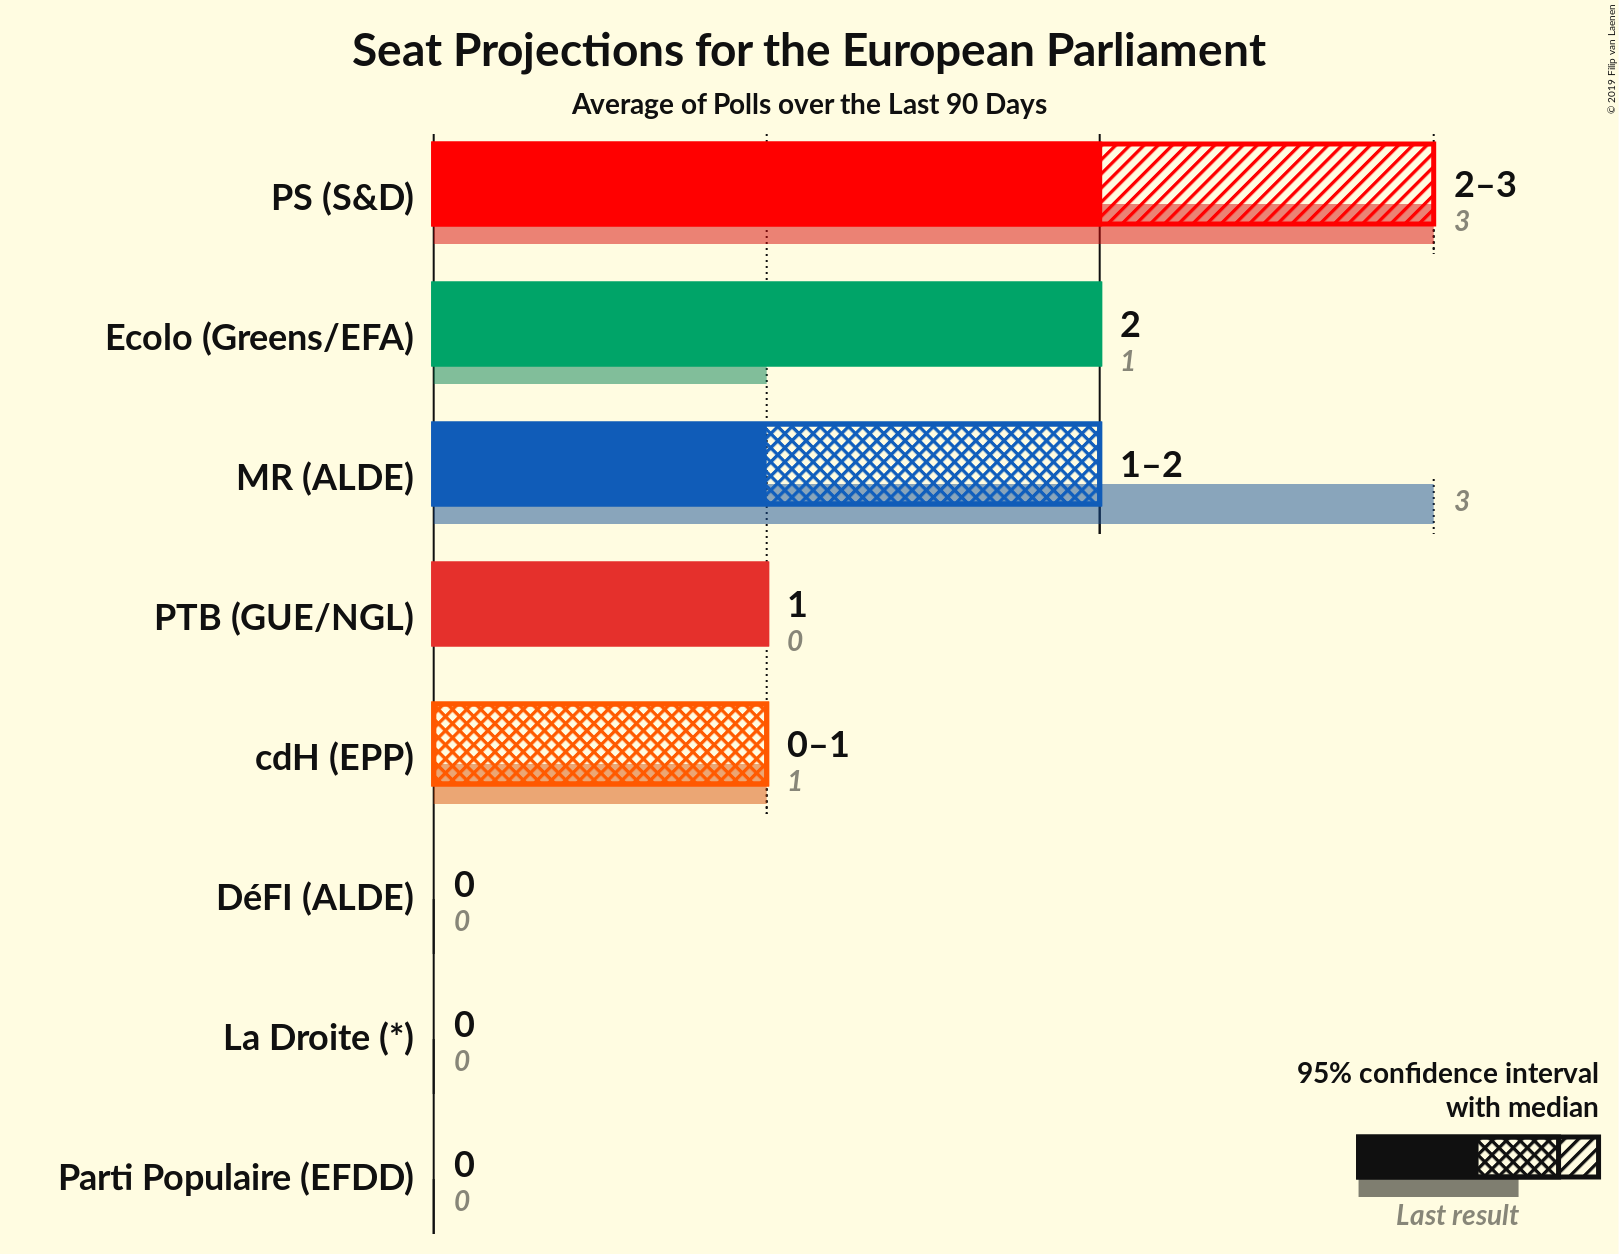 Seat Projections for the European Parliament
Average of Polls over the Last 90 Days
© 2019 Filip van Laenen
PS (S&D)
2–3
3
Ecolo (Greens/EFA)
2
1
MR (ALDE)
1–2
3
PTB (GUE/NGL)
1
0
cdH (EPP)
0–1
1
DéFI (ALDE)
0
0
La Droite (*)
0
0
Parti Populaire (EFDD)
0
0
95% confidence interval
with median
Last result